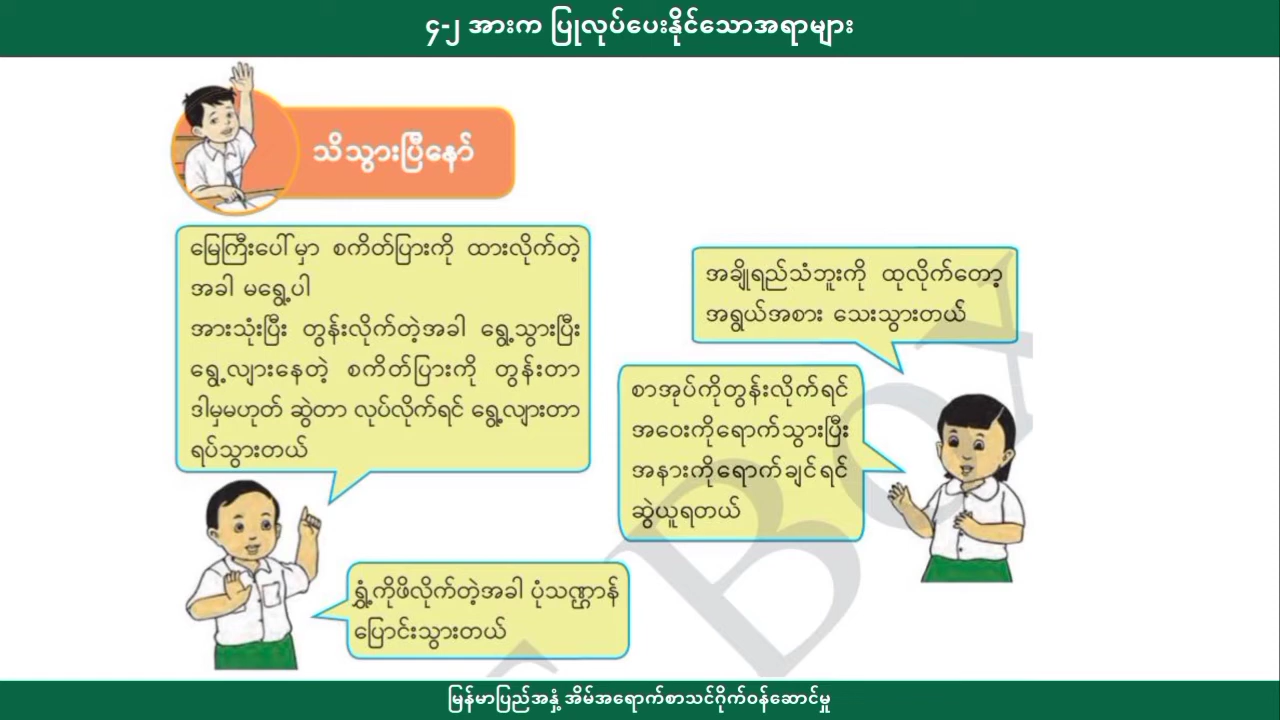 ၄-၂ အားက ပြုလုပ်ပေးနိုင်သောအရာများ
သိသွားပြီနော်
မြေကြီးပေါ်မှာ စကိတ်ပြားကို ထားလိုက်တဲ့
အခါ မရွေ့ပါ
အားသုံးပြီး တွန်းလိုက်တဲ့အခါ ရွေ့သွားပြီး
ရွေ့လျားနေတဲ့ စကိတ်ပြားကို တွန်းတာ
ဒါမှမဟုတ် ဆွဲတာ လုပ်လိုက်ရင် ရွေ့လျားတာ
ရပ်သွားတယ်
အချိုရည်သံဘူးကို ထုလိုက်တော့
အရွယ်အစား သေးသွားတယ်
စာအုပ်ကိုတွန်းလိုက်ရင်
အဝေးကိုရောက်သွားပြီး
အနားကိုရောက်ချင်ရင်
ဆွဲယူရတယ်
ရွှံ့ကိုဖိလိုက်တဲ့အခါ ပုံသဏ္ဌာန်
ပြောင်းသွားတယ်
Box
မြန်မာပြည်အနှံ့ အိမ်အရောက်စာသင်ဂိုက်ဝန်ဆောင်မှု